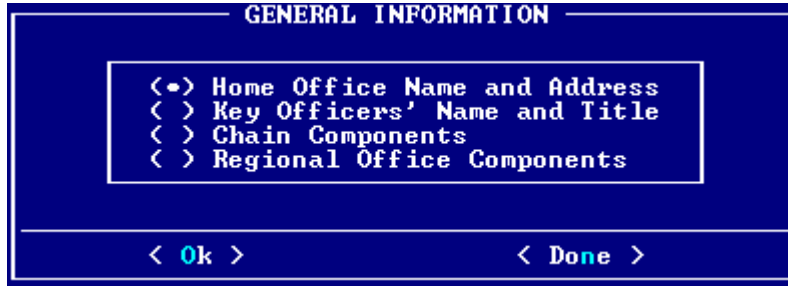 GENERAL INFORMATION
(•) Home Office Name and Address
( ) Key Officers' Name and Title
( ) Chain Components
( ) Regional Office Components
< Ok > < Done >